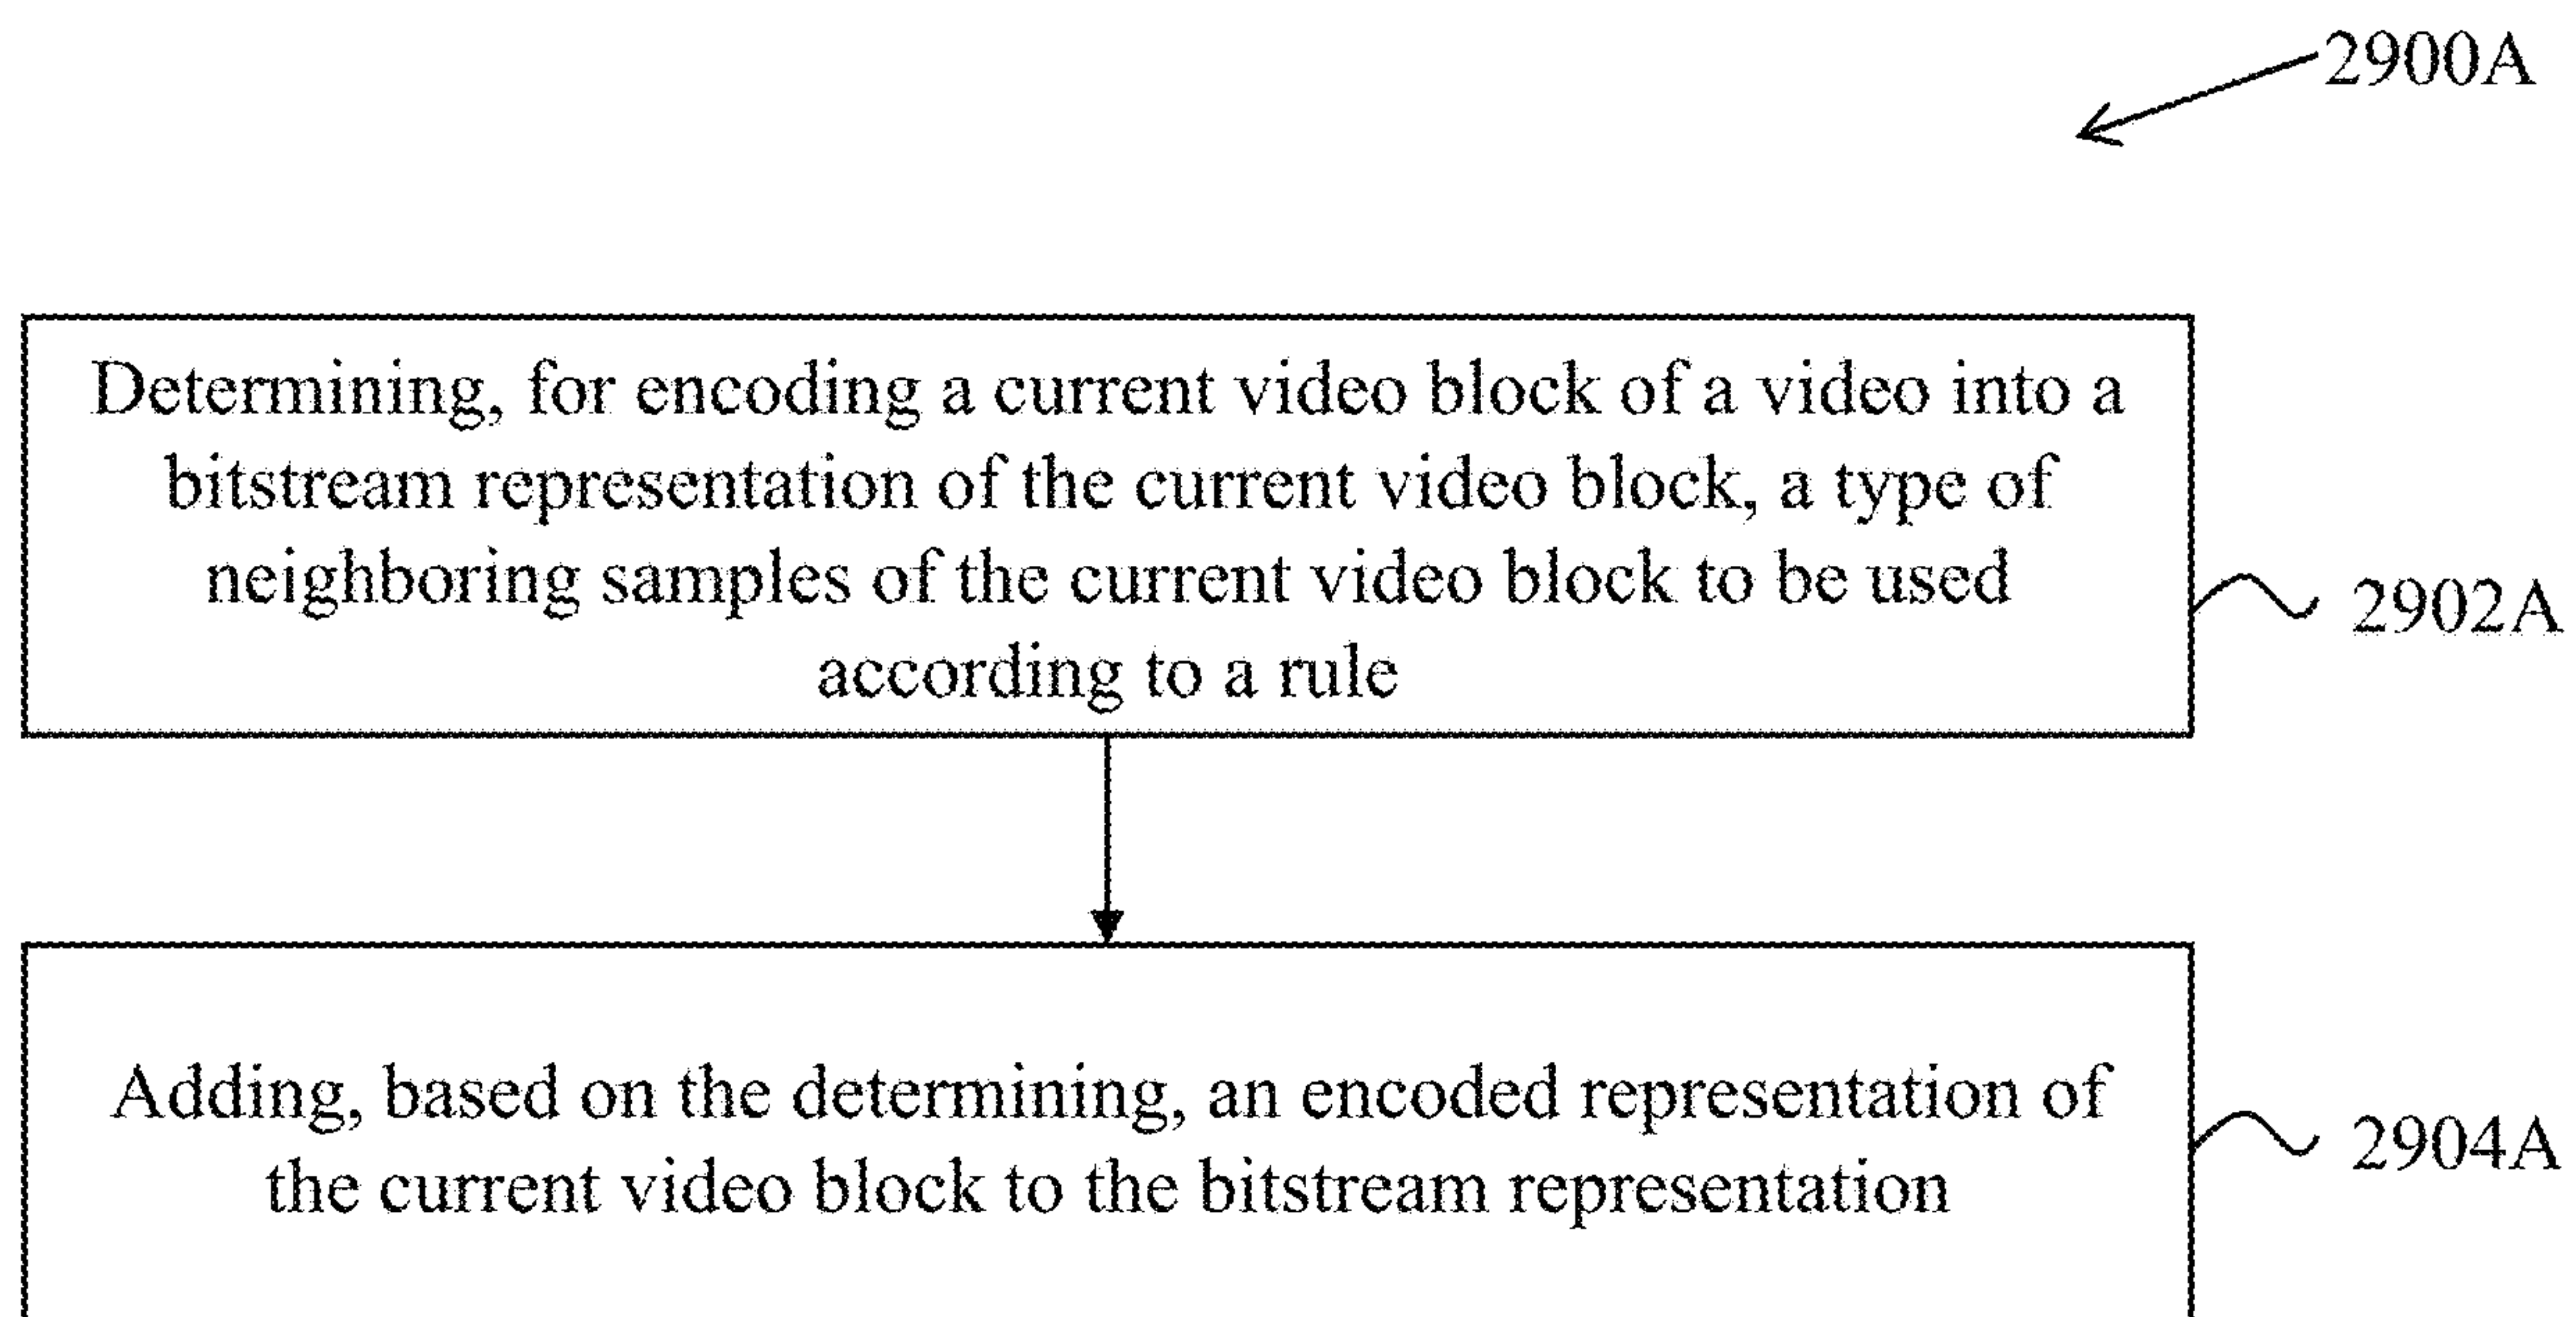 2900A
Determining, for encoding a current video block of a video into a
bitstream representation of the current video block, a type of
neighboring samples of the current video block to be used
according to a rule
2902A
Adding, based on the determining, an encoded representation of
the current video block to the bitstream representation
2904A